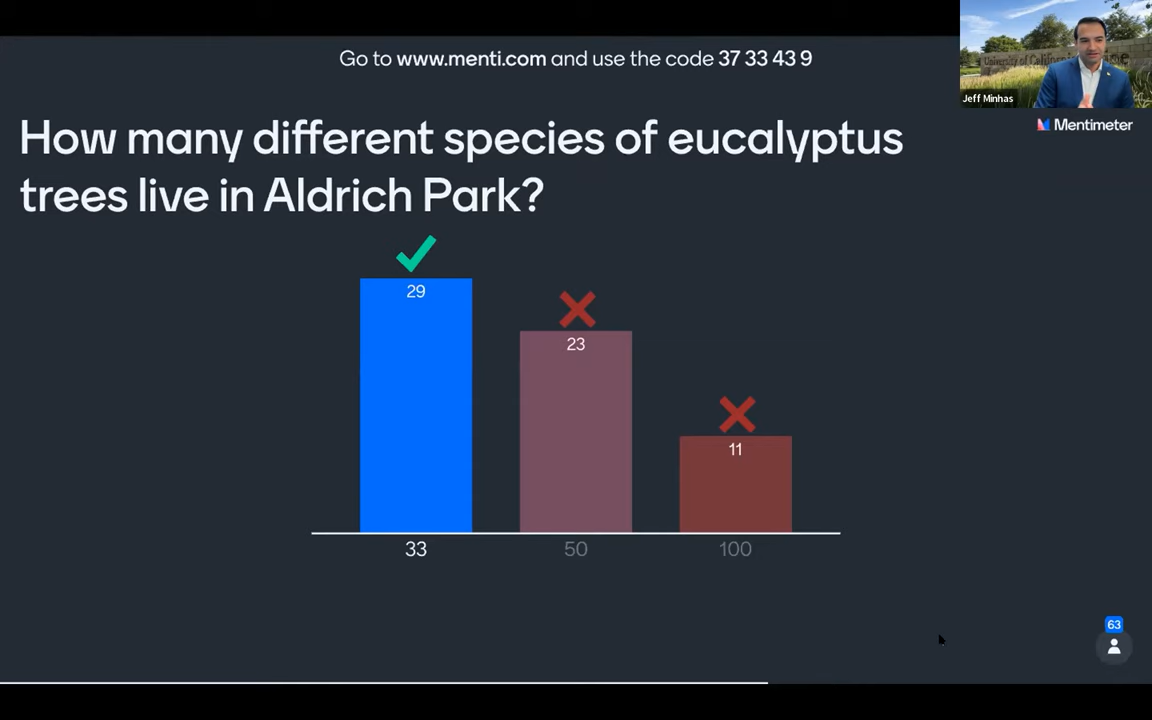 Go to www.menti.com and use the code 37 33 43 9
Jeff Minhas
Mentimeter
How many different species of eucalyptus
trees live in Aldrich Park?
29
23
11
33
50
100
63